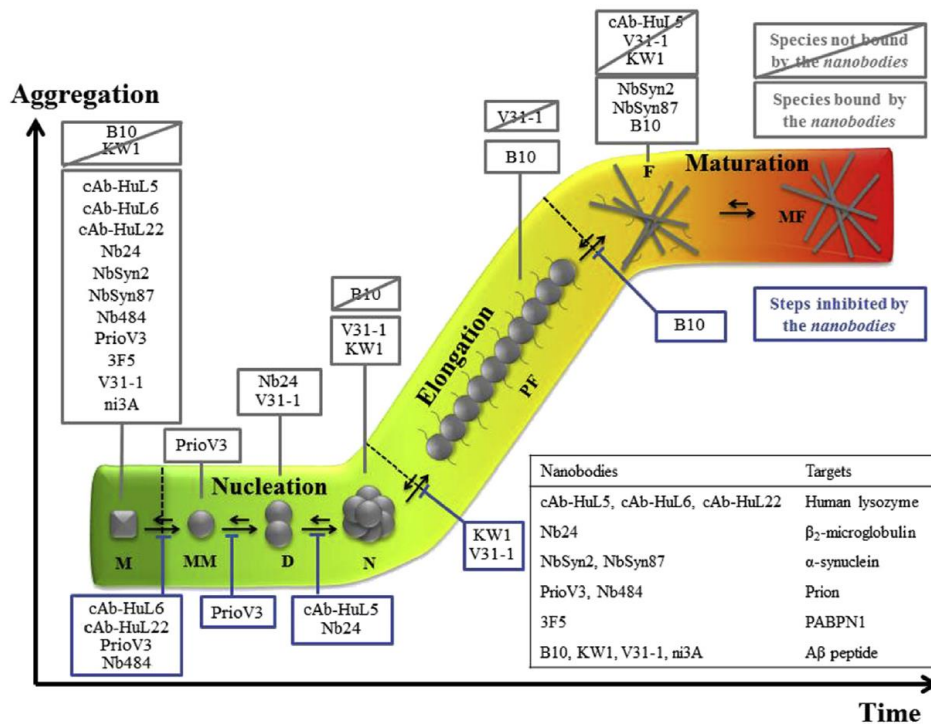 Aggregation
B10
KW1
cAb-HuL5
cAb-HuL6
cAb-HuL22
Nb24
NbSyn2
NbSyn87
Nb484
PrioV3
3F5
V31-1
ni3A
PrioV3
Nb24
V31-1
B10
V31-1
KW1
V31-1
B10
cAb-HuL5
V31-1
KW1
NbSyn2
NbSyn87
B10
Species not bound
by the nanobodies
Species bound by
the nanobodies
Maturation
F
MF
Steps inhibited by
the nanobodies
B10
Elongation
PF
Nucleation
M
MM
D
N
cAb-HuL6
cAb-HuL22
PrioV3
Nb484
PrioV3
cAb-HuL5
Nb24
KW1
V31-1
Nanobodies Targets
cAb-HuL5, cAb-HuL6, cAb-HuL22 Human lysozyme
Nb24 β₂-microglobulin
NbSyn2, NbSyn87 α-synuclein
PrioV3, Nb484 Prion
3F5 PABPN1
B10, KW1, V31-1, ni3A Aβ peptide
Time